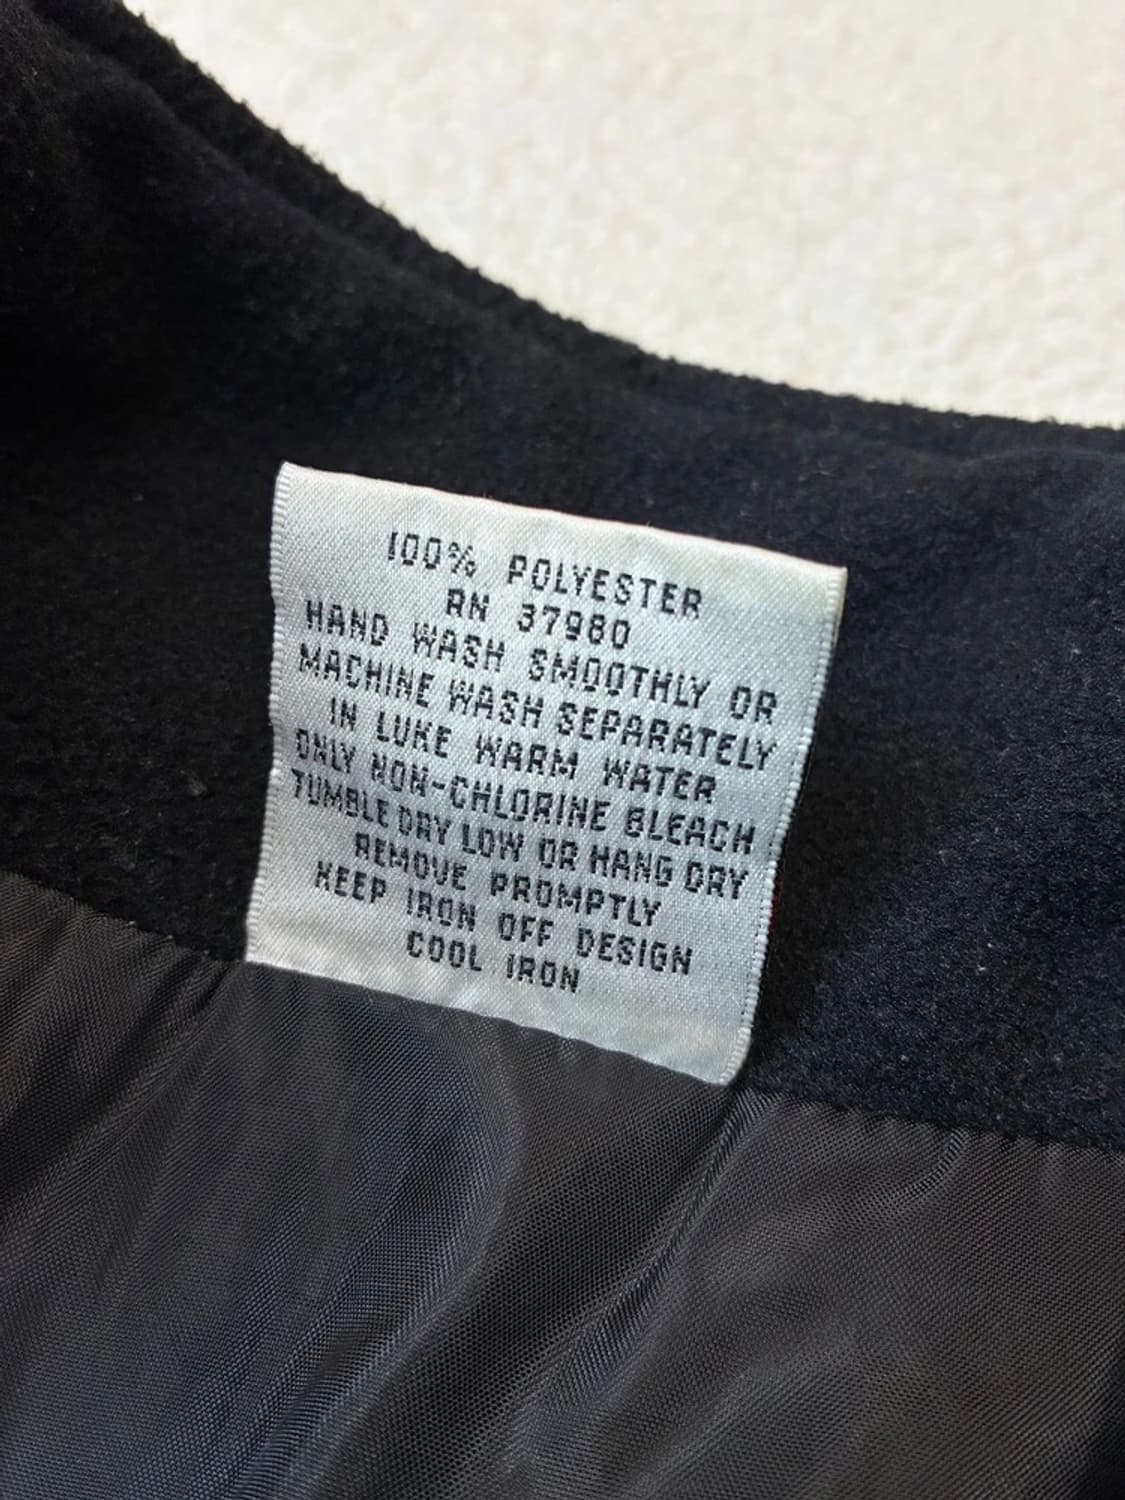 100% POLYESTER
RN 37980
HAND WASH SMOOTHLY OR
MACHINE WASH SEPARATELY
IN LUKE WARM WATER
ONLY NON-CHLORINE BLEACH
TUMBLE DRY LOW OR HANG DRY
REMOVE PROMPTLY
KEEP IRON OFF DESIGN
COOL IRON